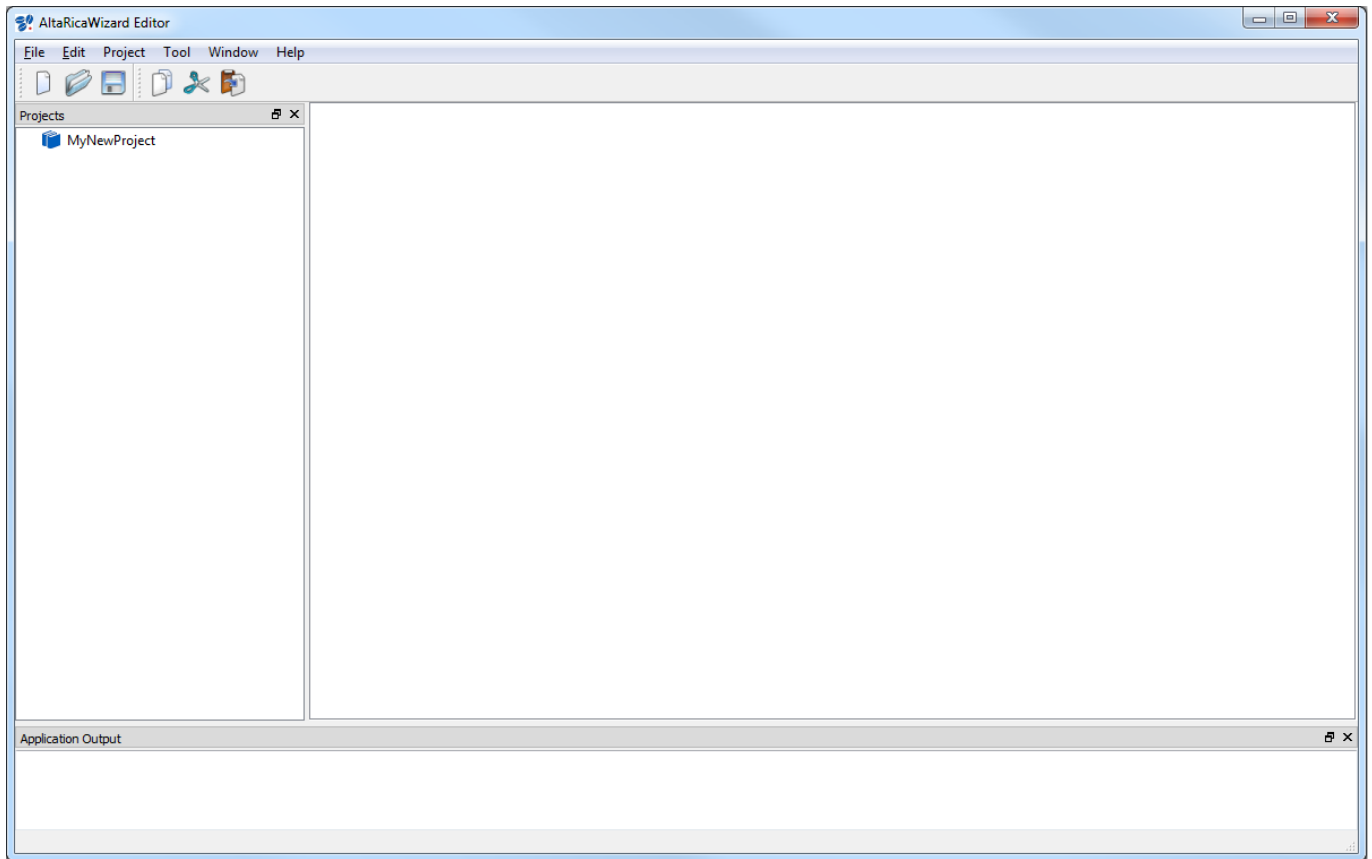 AltaRicaWizard Editor
File Edit Project Tool Window Help
Projects
MyNewProject
Application Output